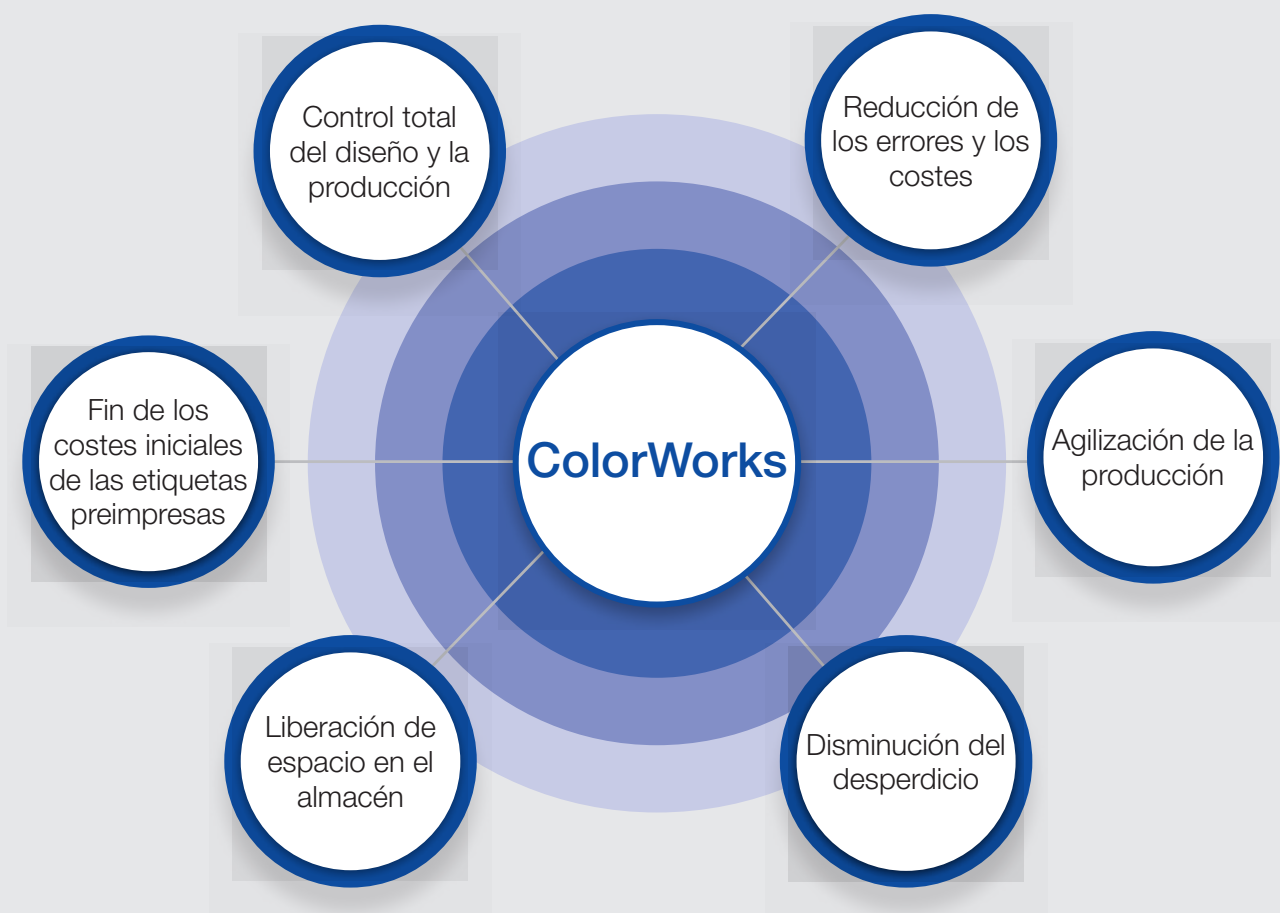 Control total
del diseño y la
producción
Reducción de
los errores y los
costes
Fin de los
costes iniciales
de las etiquetas
preimpresas
ColorWorks
Agilización de la
producción
Liberación de
espacio en el
almacén
Disminución del
desperdicio